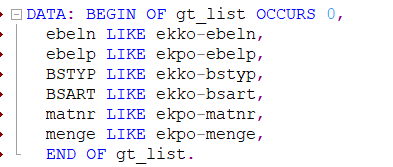 DATA: BEGIN OF gt_list OCCURS 0,
ebeln LIKE ekko-ebeln,
ebelp LIKE ekpo-ebelp,
BSTYP LIKE ekko-bstyp,
BSART LIKE ekko-bsart,
matnr LIKE ekpo-matnr,
menge LIKE ekpo-menge,
END OF gt_list.